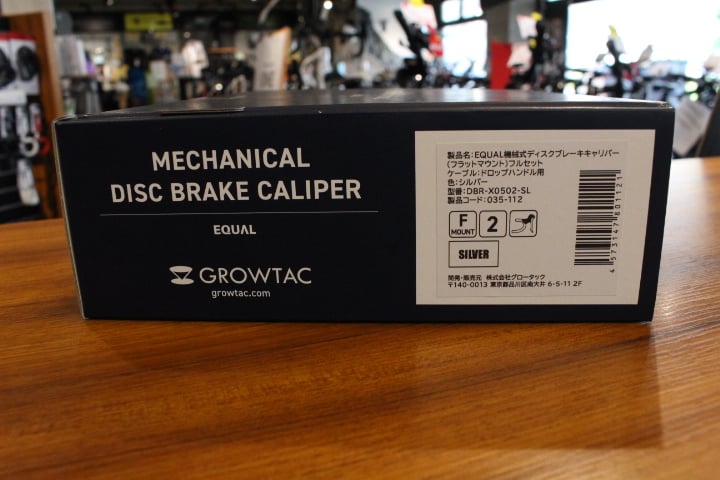 MECHANICAL
DISC BRAKE CALIPER
EQUAL
GROWTAC
growtac.com
製品名：EQUAL機械式ディスクブレーキキャリパー
(フラットマウント)フルセット
ケーブル：ドロップハンドル用
色：シルバー
型番：DBR-X0502-SL
製品コード：035-112
F
MOUNT
2
SILVER
4573147801121
開発・販売元 株式会社グロータック
〒140-0013 東京都品川区南大井 6-5-11 2F